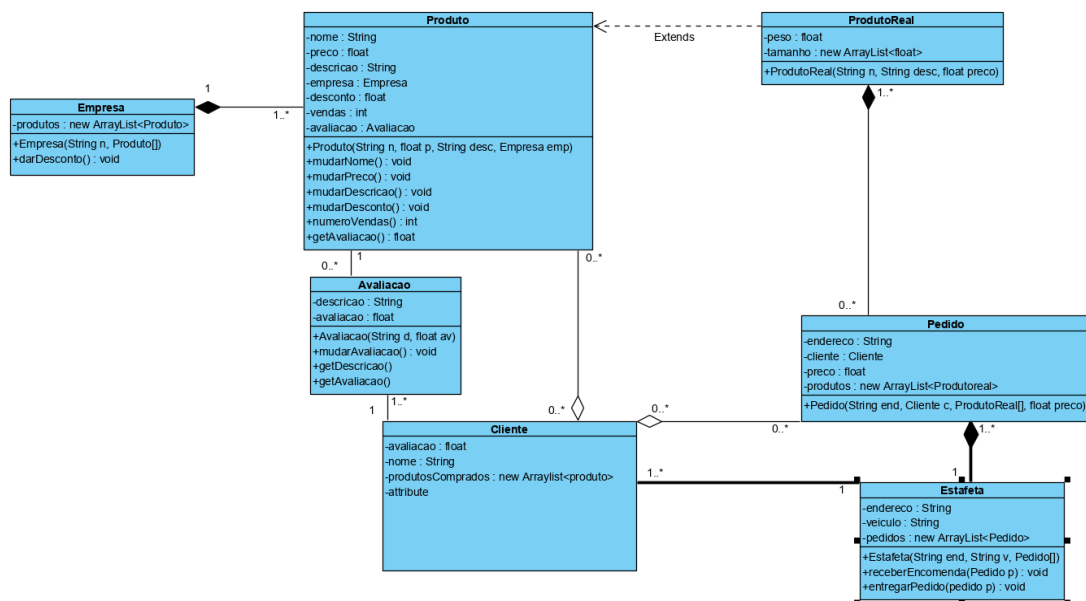 Produto
-nome : String
-preco : float
-descricao : String
-empresa : Empresa
-desconto : float
-vendas : int
-avaliacao : Avaliacao
+Produto(String n, float p, String desc, Empresa emp)
+mudarNome() : void
+mudarPreco() : void
+mudarDescricao() : void
+mudarDesconto() : void
+numeroVendas() : int
+getAvaliacao() : float
Extends
ProdutoReal
-peso : float
-tamanho : new ArrayList<float>
+ProdutoReal(String n, String desc, float preco)
1
1..*
Empresa
-produtos : new ArrayList<Produto>
+Empresa(String n, Produto[])
+darDesconto() : void
1..*
0..*
1
0..*
0..*
Avaliacao
-descricao : String
-avaliacao : float
+Avaliacao(String d, float av)
+mudarAvaliacao() : void
+getDescricao()
+getAvaliacao()
1..*
1
0..*
Pedido
-endereco : String
-cliente : Cliente
-preco : float
-produtos : new ArrayList<Produtoreal>
+Pedido(String end, Cliente c, ProdutoReal[], float preco)
0..*
0..*
1..*
1
Cliente
-avaliacao : float
-nome : String
-produtosComprados : new Arraylist<produto>
-attribute
1..*
1
Estafeta
-endereco : String
-veiculo : String
-pedidos : new ArrayList<Pedido>
+Estafeta(String end, String v, Pedido[])
+receberEncomenda(Pedido p) : void
+entregarPedido(pedido p) : void